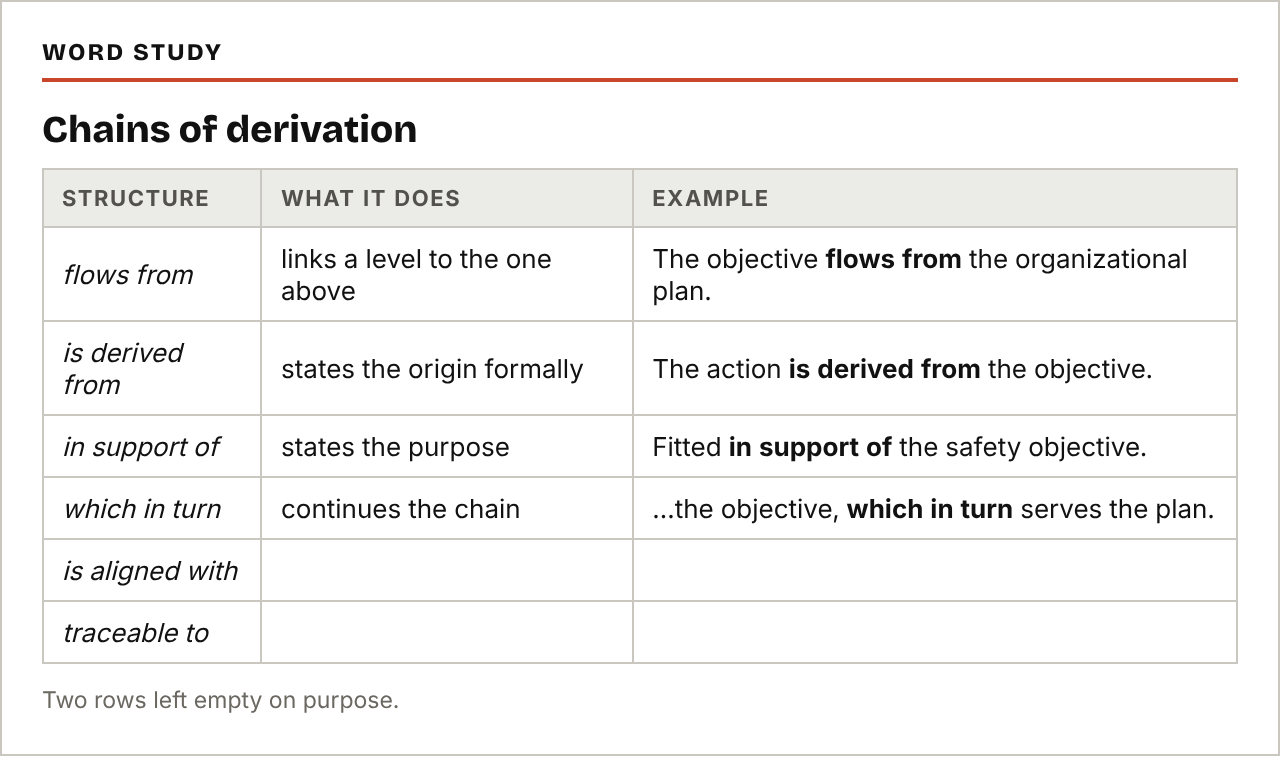 WORD STUDY
Chains of derivation
STRUCTURE
WHAT IT DOES
EXAMPLE
flows from
links a level to the one
above
The objective flows from the organizational
plan.
is derived
from
states the origin formally
The action is derived from the objective.
in support of
states the purpose
Fitted in support of the safety objective.
which in turn
continues the chain
...the objective, which in turn serves the plan.
is aligned with
traceable to
Two rows left empty on purpose.